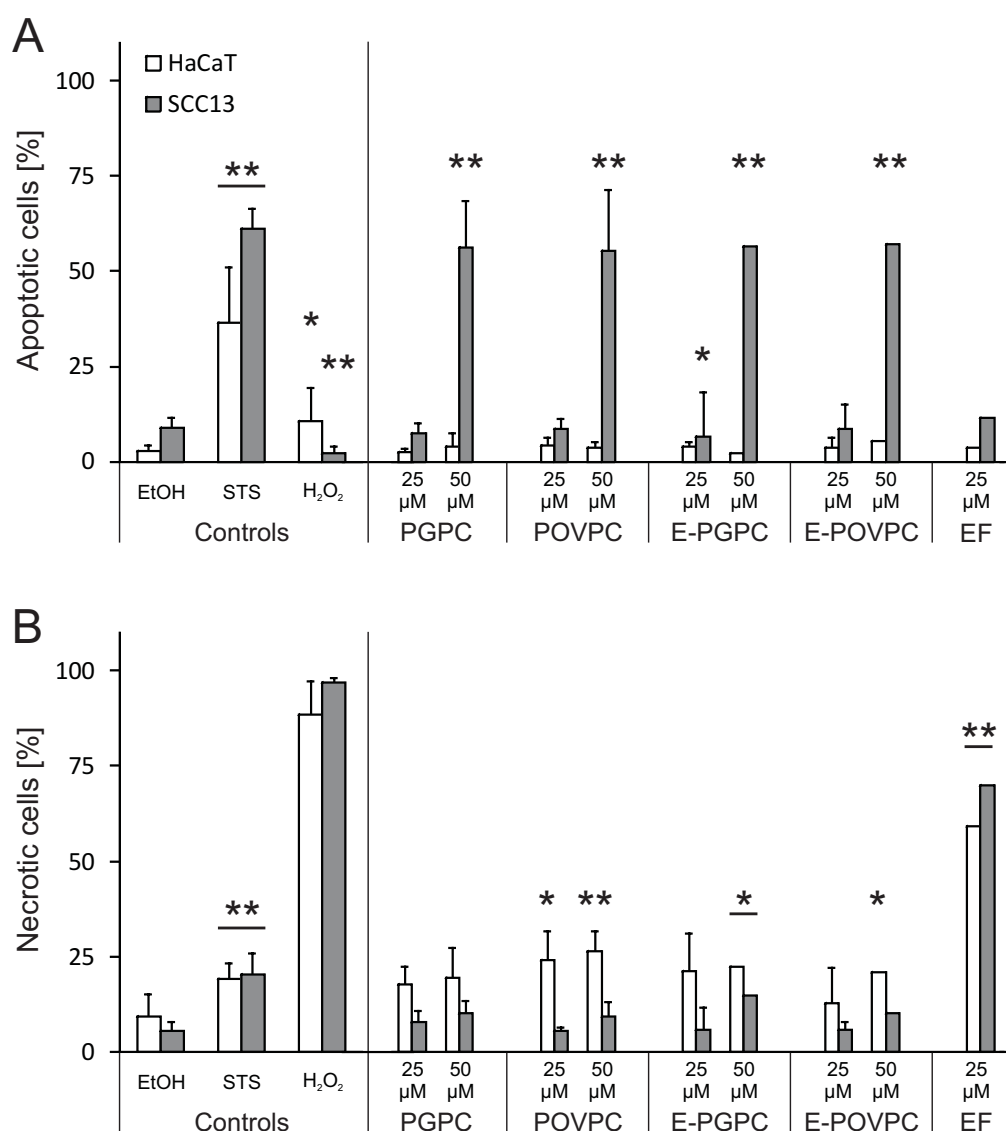 A
Apoptotic cells [%]
100
75
50
25
0
HaCaT
SCC13
**
*
**
**
**
*
**
**
EtOH STS H₂O₂ 25 µM 50 µM 25 µM 50 µM 25 µM 50 µM 25 µM 50 µM 25 µM
Controls PGPC POVPC E-PGPC E-POVPC EF
B
Necrotic cells [%]
100
75
50
25
0
**
*
**
*
*
**
EtOH STS H₂O₂ 25 µM 50 µM 25 µM 50 µM 25 µM 50 µM 25 µM 50 µM 25 µM
Controls PGPC POVPC E-PGPC E-POVPC EF